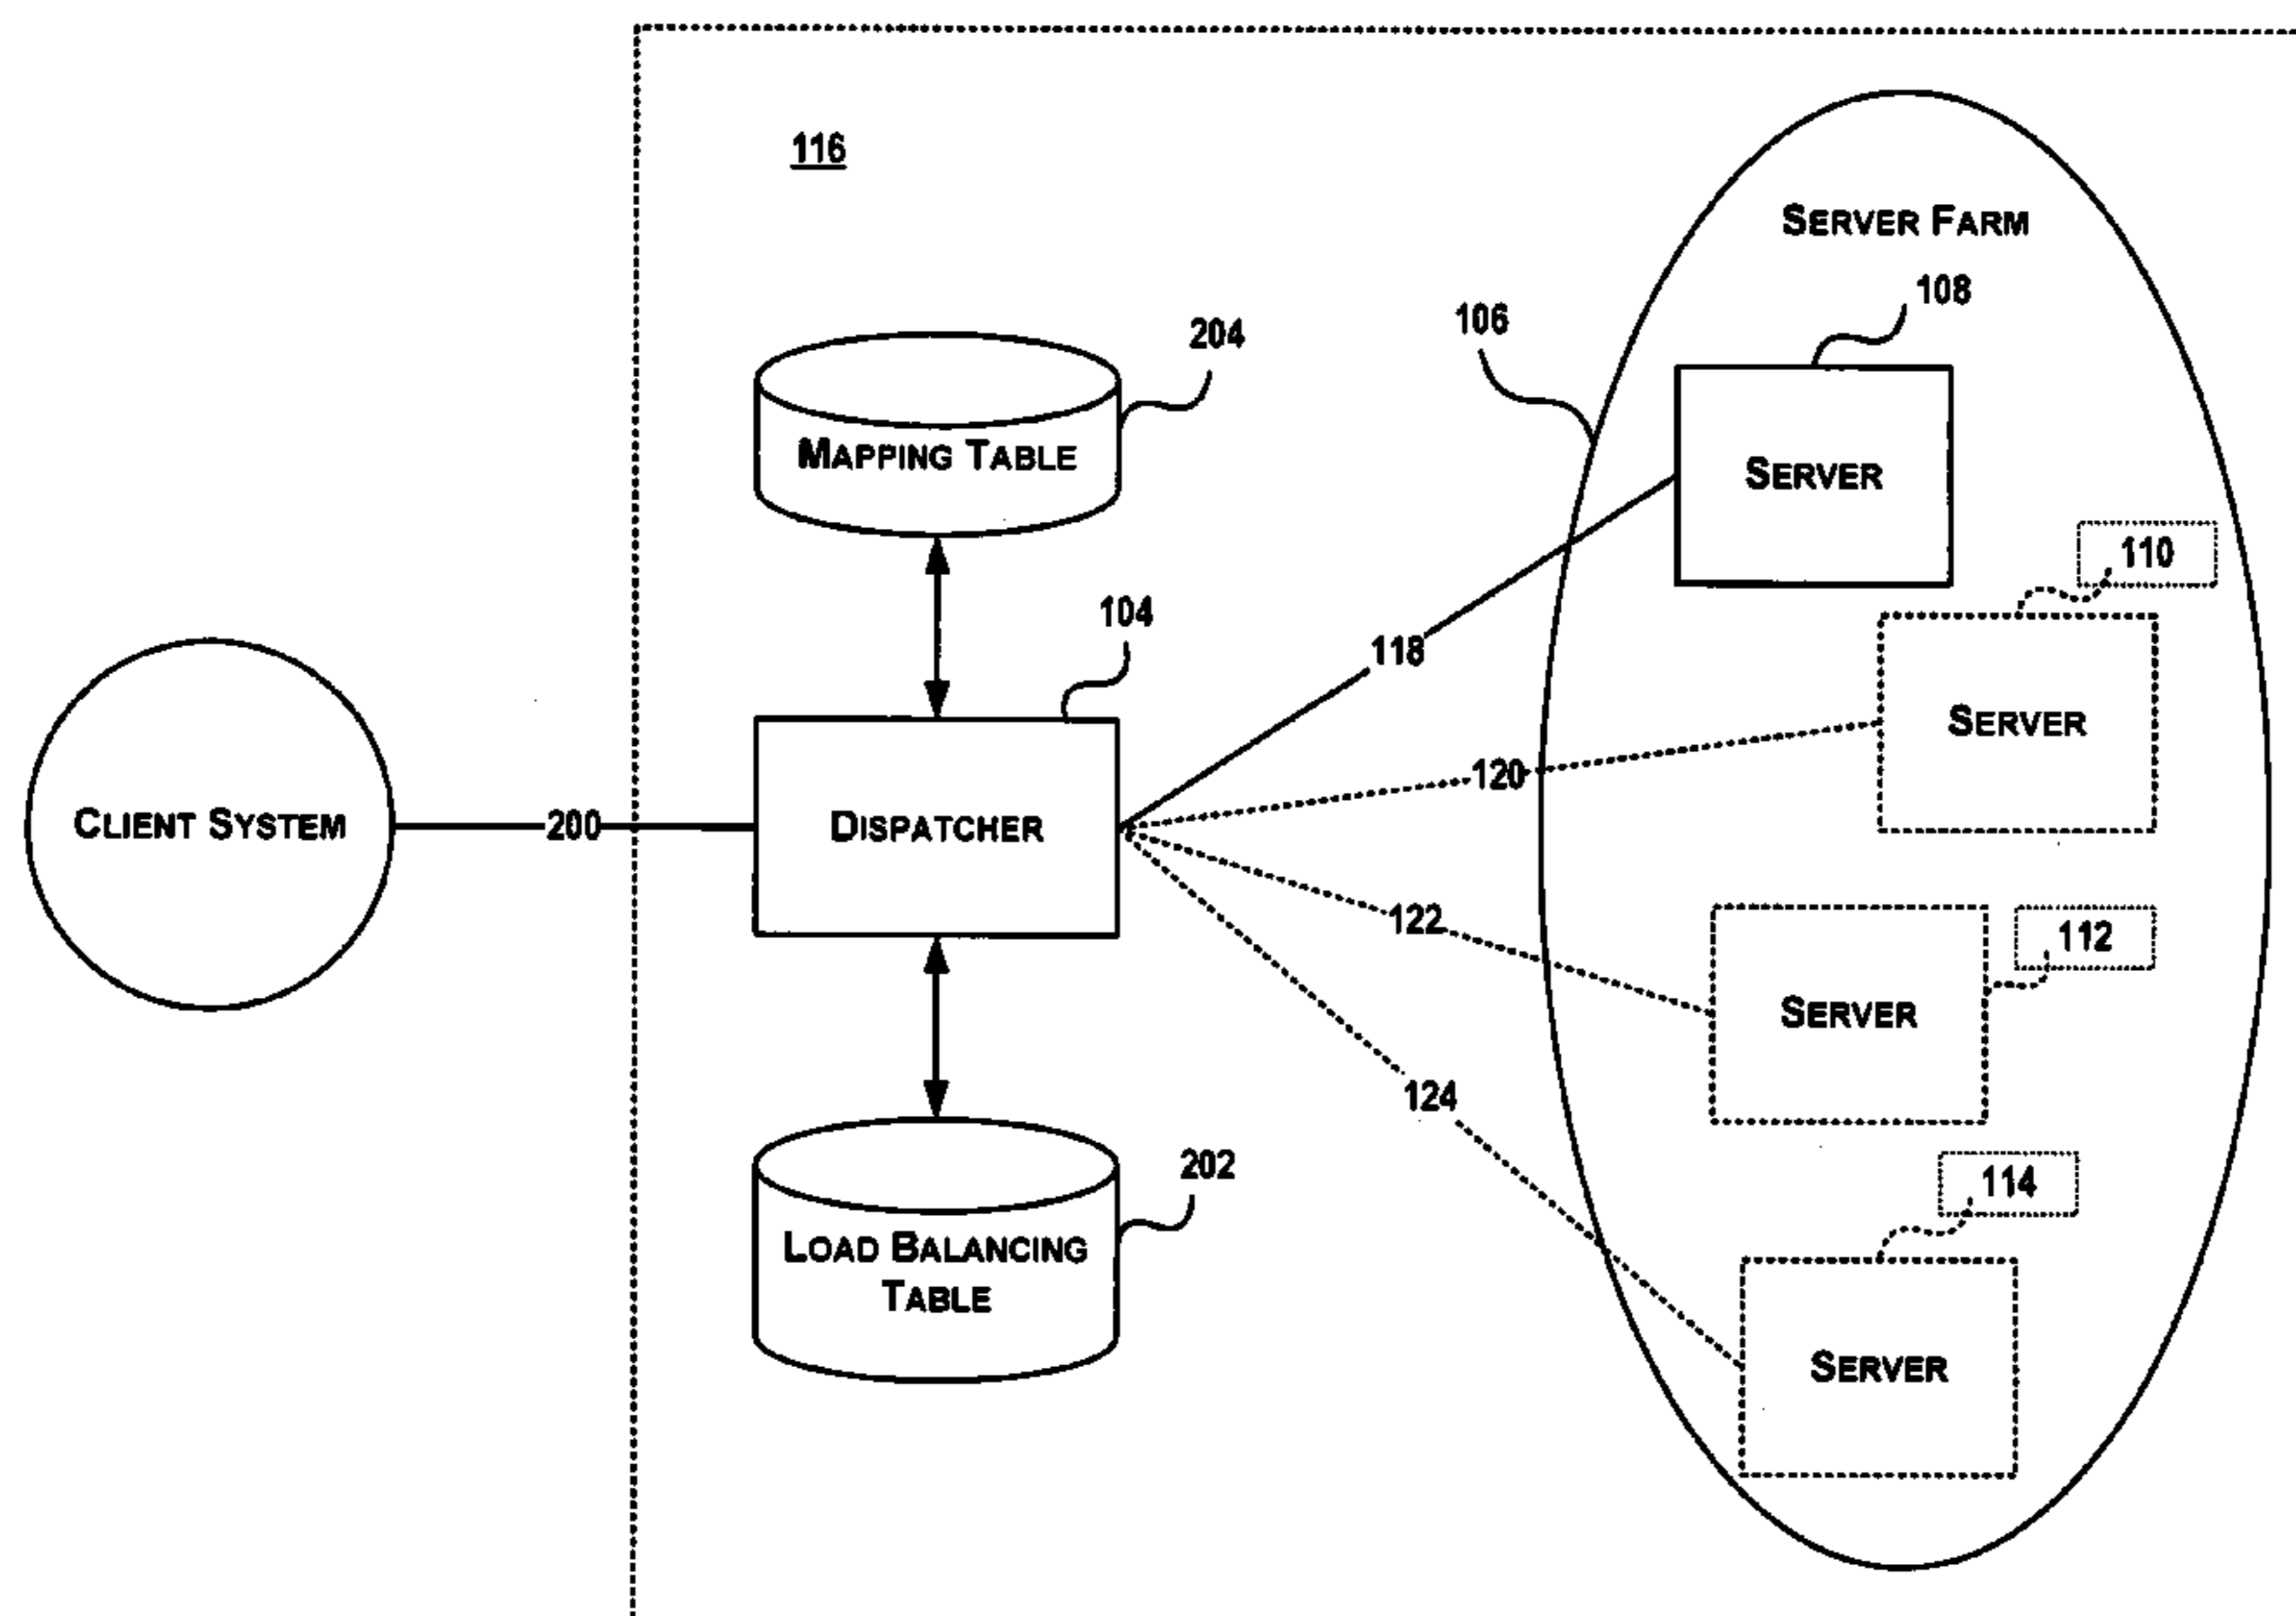 116
SERVER FARM
108
204
106
MAPPING TABLE
SERVER
110
104
118
SERVER
120
CLIENT SYSTEM
200
DISPATCHER
122
112
SERVER
124
202
114
LOAD BALANCING
TABLE
SERVER